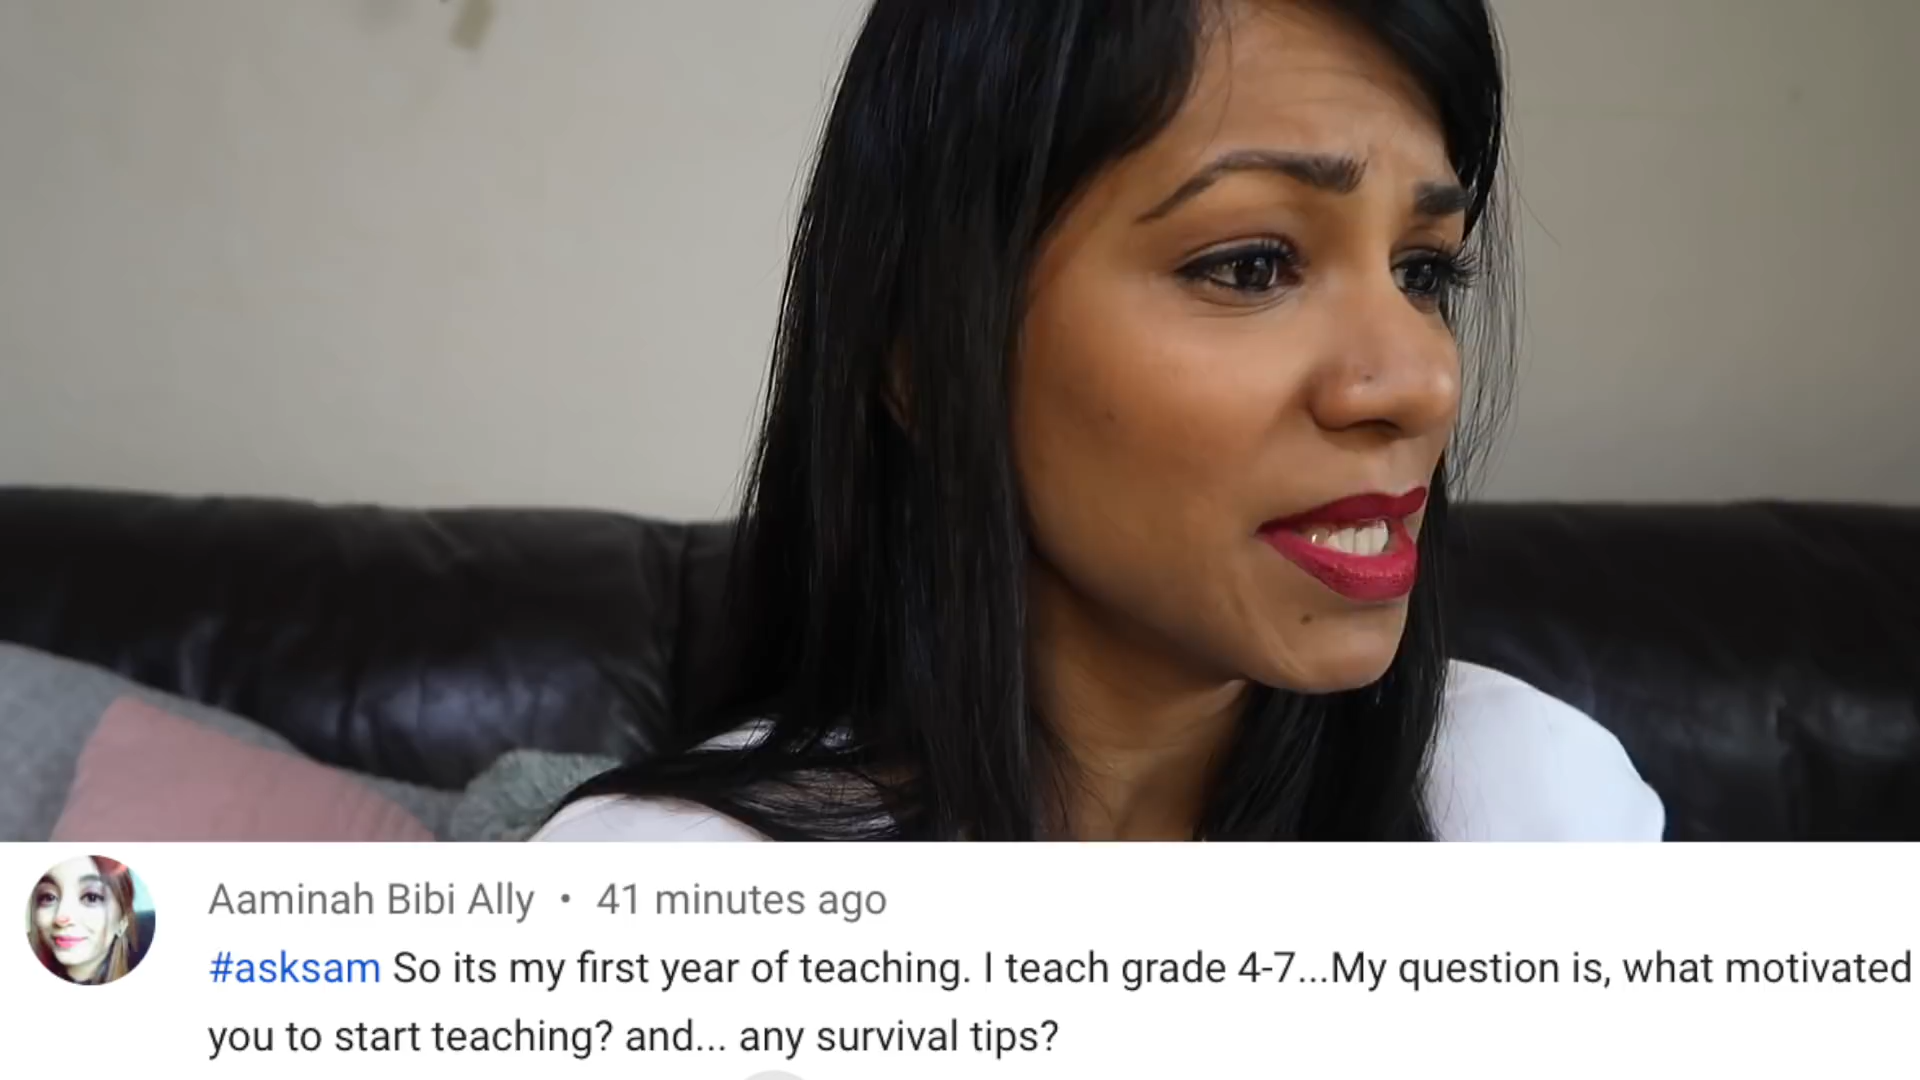 Aaminah Bibi Ally • 41 minutes ago
#asksam So its my first year of teaching. I teach grade 4-7...My question is, what motivated
you to start teaching? and... any survival tips?